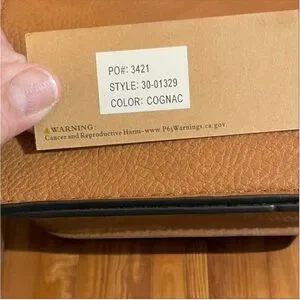 PO#: 3421
STYLE: 30-01329
COLOR: COGNAC
⚠WARNING:
Cancer and Reproductive Harm- www.P65Warnings.ca.gov